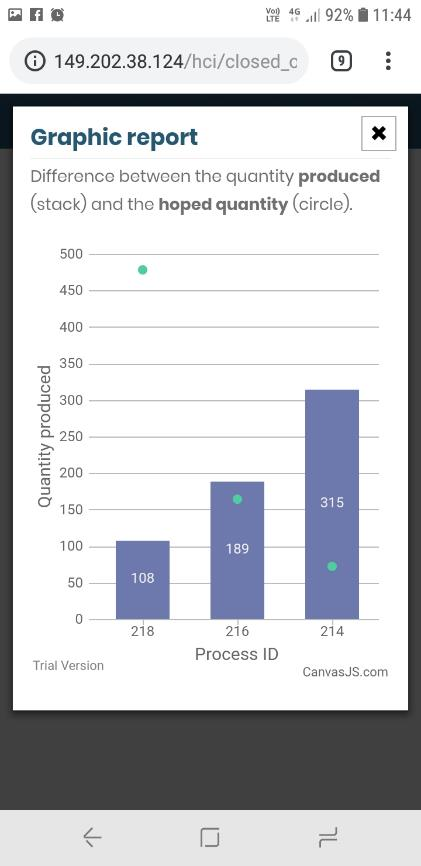 Voo) LTE 4G 92% 11:44
149.202.38.124/hci/closed_c
9
Graphic report
Difference between the quantity produced
(stack) and the hoped quantity (circle).
500
450
400
350
300
250
200
150
100
50
0
Quantity produced
108
189
315
218 216 214
Process ID
Trial Version
CanvasJS.com